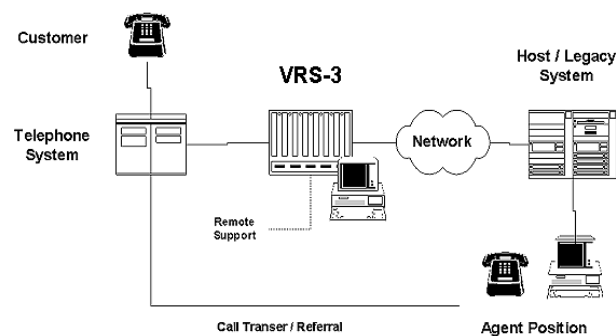 Customer
VRS-3
Host / Legacy
System
Telephone
System
Network
Remote
Support
Call Transer / Referral
Agent Position